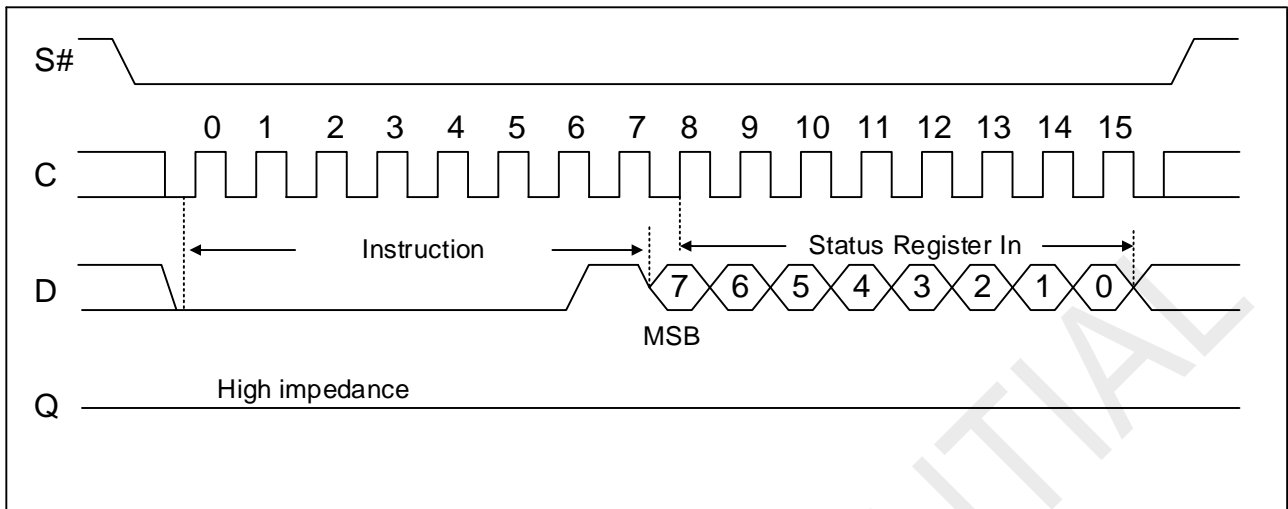 S#
0 1 2 3 4 5 6 7 8 9 10 11 12 13 14 15
C
Instruction
Status Register In
D
7 6 5 4 3 2 1 0
MSB
High impedance
Q
NTIAL